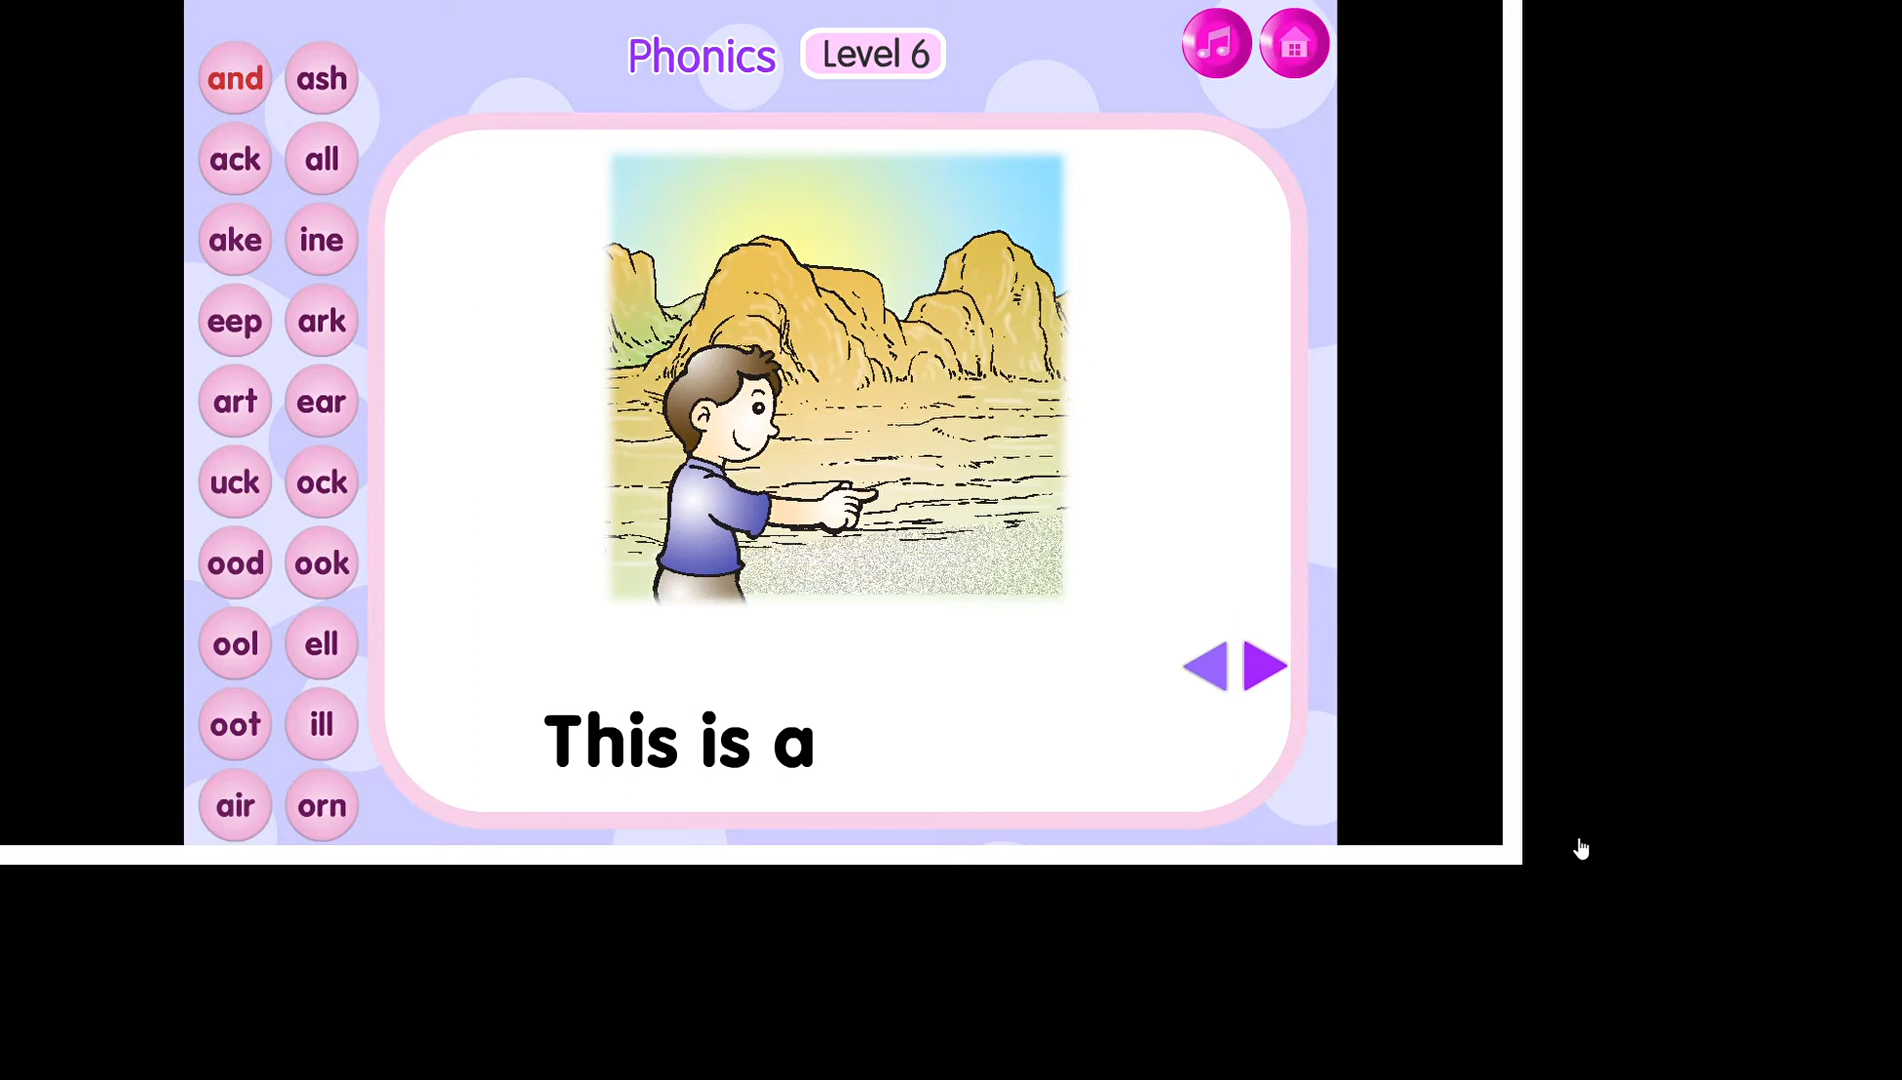 Phonics Level 6
and ash
ack all
ake ine
eep ark
art ear
uck ock
ood ook
ool ell
oot ill
air orn
This is a